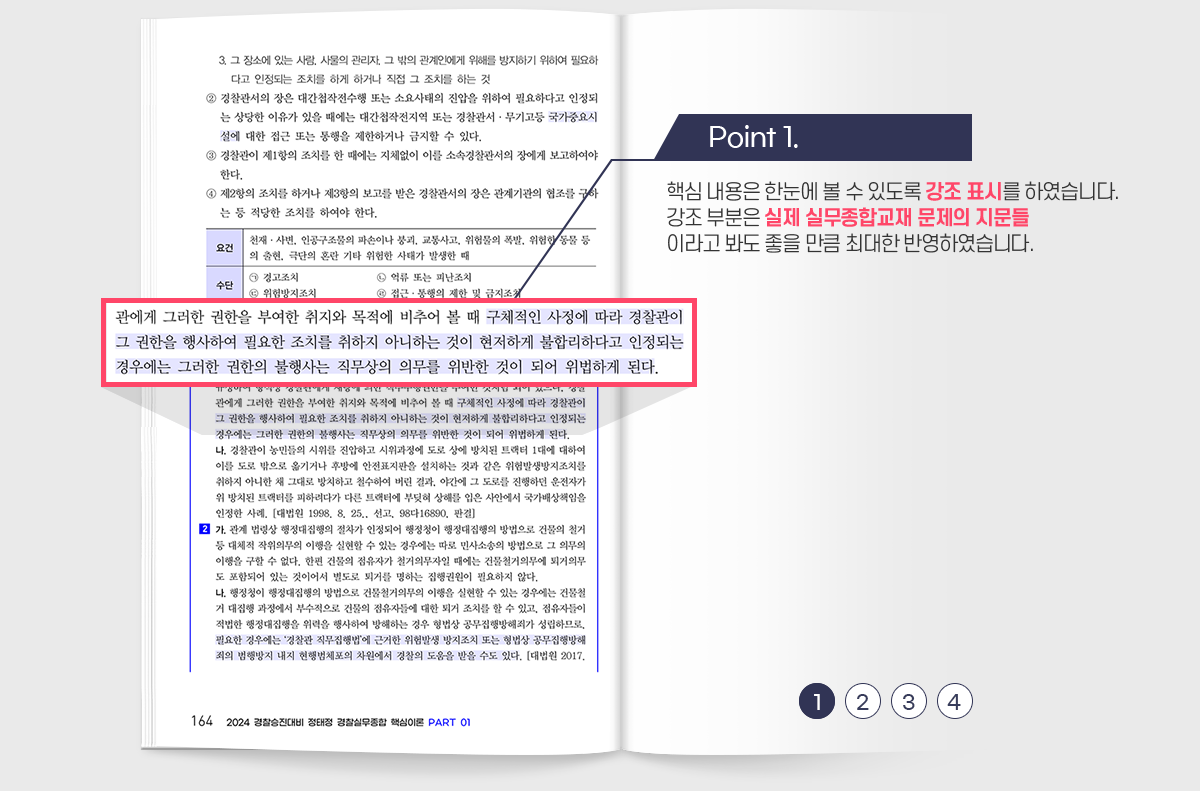 3. 그 장소에 있는 사람, 사물의 관리자, 그 밖의 관계인에게 위해를 방지하기 위하여 필요하
다고 인정되는 조치를 하게 하거나 직접 그 조치를 하는 것
② 경찰관서의 장은 대간첩작전수행 또는 소요사태의 진압을 위하여 필요하다고 인정되
는 상당한 이유가 있을 때에는 대간첩작전지역 또는 경찰관서 · 무기고등 국가중요시
설에 대한 접근 또는 통행을 제한하거나 금지할 수 있다.
③ 경찰관이 제1항의 조치를 한 때에는 지체없이 이를 소속경찰관서의 장에게 보고하여야
한다.
④ 제2항의 조치를 하거나 제3항의 보고를 받은 경찰관서의 장은 관계기관의 협조를 구하
는 등 적당한 조치를 하여야 한다.
요건
천재 · 사변, 인공구조물의 파손이나 붕괴, 교통사고, 위험물의 폭발, 위험한 동물 등
의 출현, 극단의 혼란 기타 위험한 사태가 발생한 때
수단
㉠ 경고조치 ㉡ 억류 또는 피난조치
㉢ 위험방지조치 ㉣ 접근 · 통행의 제한 및 금지조치
관에게 그러한 권한을 부여한 취지와 목적에 비추어 볼 때 구체적인 사정에 따라 경찰관이
그 권한을 행사하여 필요한 조치를 취하지 아니하는 것이 현저하게 불합리하다고 인정되는
경우에는 그러한 권한의 불행사는 직무상의 의무를 위반한 것이 되어 위법하게 된다.
관에게 그러한 권한을 부여한 취지와 목적에 비추어 볼 때 구체적인 사정에 따라 경찰관이
그 권한을 행사하여 필요한 조치를 취하지 아니하는 것이 현저하게 불합리하다고 인정되는
경우에는 그러한 권한의 불행사는 직무상의 의무를 위반한 것이 되어 위법하게 된다.
나. 경찰관이 농민들의 시위를 진압하고 시위과정에 도로 상에 방치된 트랙터 1대에 대하여
이를 도로 밖으로 옮기거나 후방에 안전표지판을 설치하는 것과 같은 위험발생방지조치를
취하지 아니한 채 그대로 방치하고 철수하여 버린 결과, 야간에 그 도로를 진행하던 운전자가
위 방치된 트랙터를 피하려다가 다른 트랙터에 부딪혀 상해를 입은 사안에서 국가배상책임을
인정한 사례. [대법원 1998. 8. 25., 선고, 98다16890, 판결]
2 가. 관계 법령상 행정대집행의 절차가 인정되어 행정청이 행정대집행의 방법으로 건물의 철거
등 대체적 작위의무의 이행을 실현할 수 있는 경우에는 따로 민사소송의 방법으로 그 의무의
이행을 구할 수 없다. 한편 건물의 점유자가 철거의무자일 때에는 건물철거의무에 퇴거의무
도 포함되어 있는 것이어서 별도로 퇴거를 명하는 집행권원이 필요하지 않다.
나. 행정청이 행정대집행의 방법으로 건물철거의무의 이행을 실현할 수 있는 경우에는 건물철
거 대집행 과정에서 부수적으로 건물의 점유자들에 대한 퇴거 조치를 할 수 있고, 점유자들이
적법한 행정대집행을 위력을 행사하여 방해하는 경우 형법상 공무집행방해죄가 성립하므로,
필요한 경우에는 ‘경찰관 직무집행법’에 근거한 위험발생 방지조치 또는 형법상 공무집행방해
죄의 범행방지 내지 현행범체포의 차원에서 경찰의 도움을 받을 수도 있다. [대법원 2017.
164 2024 경찰승진대비 정태정 경찰실무종합 핵심이론 PART 01
Point 1.
핵심 내용은 한눈에 볼 수 있도록 강조 표시를 하였습니다.
강조 부분은 실제 실무종합교재 문제의 지문들
이라고 봐도 좋을 만큼 최대한 반영하였습니다.
1 2 3 4